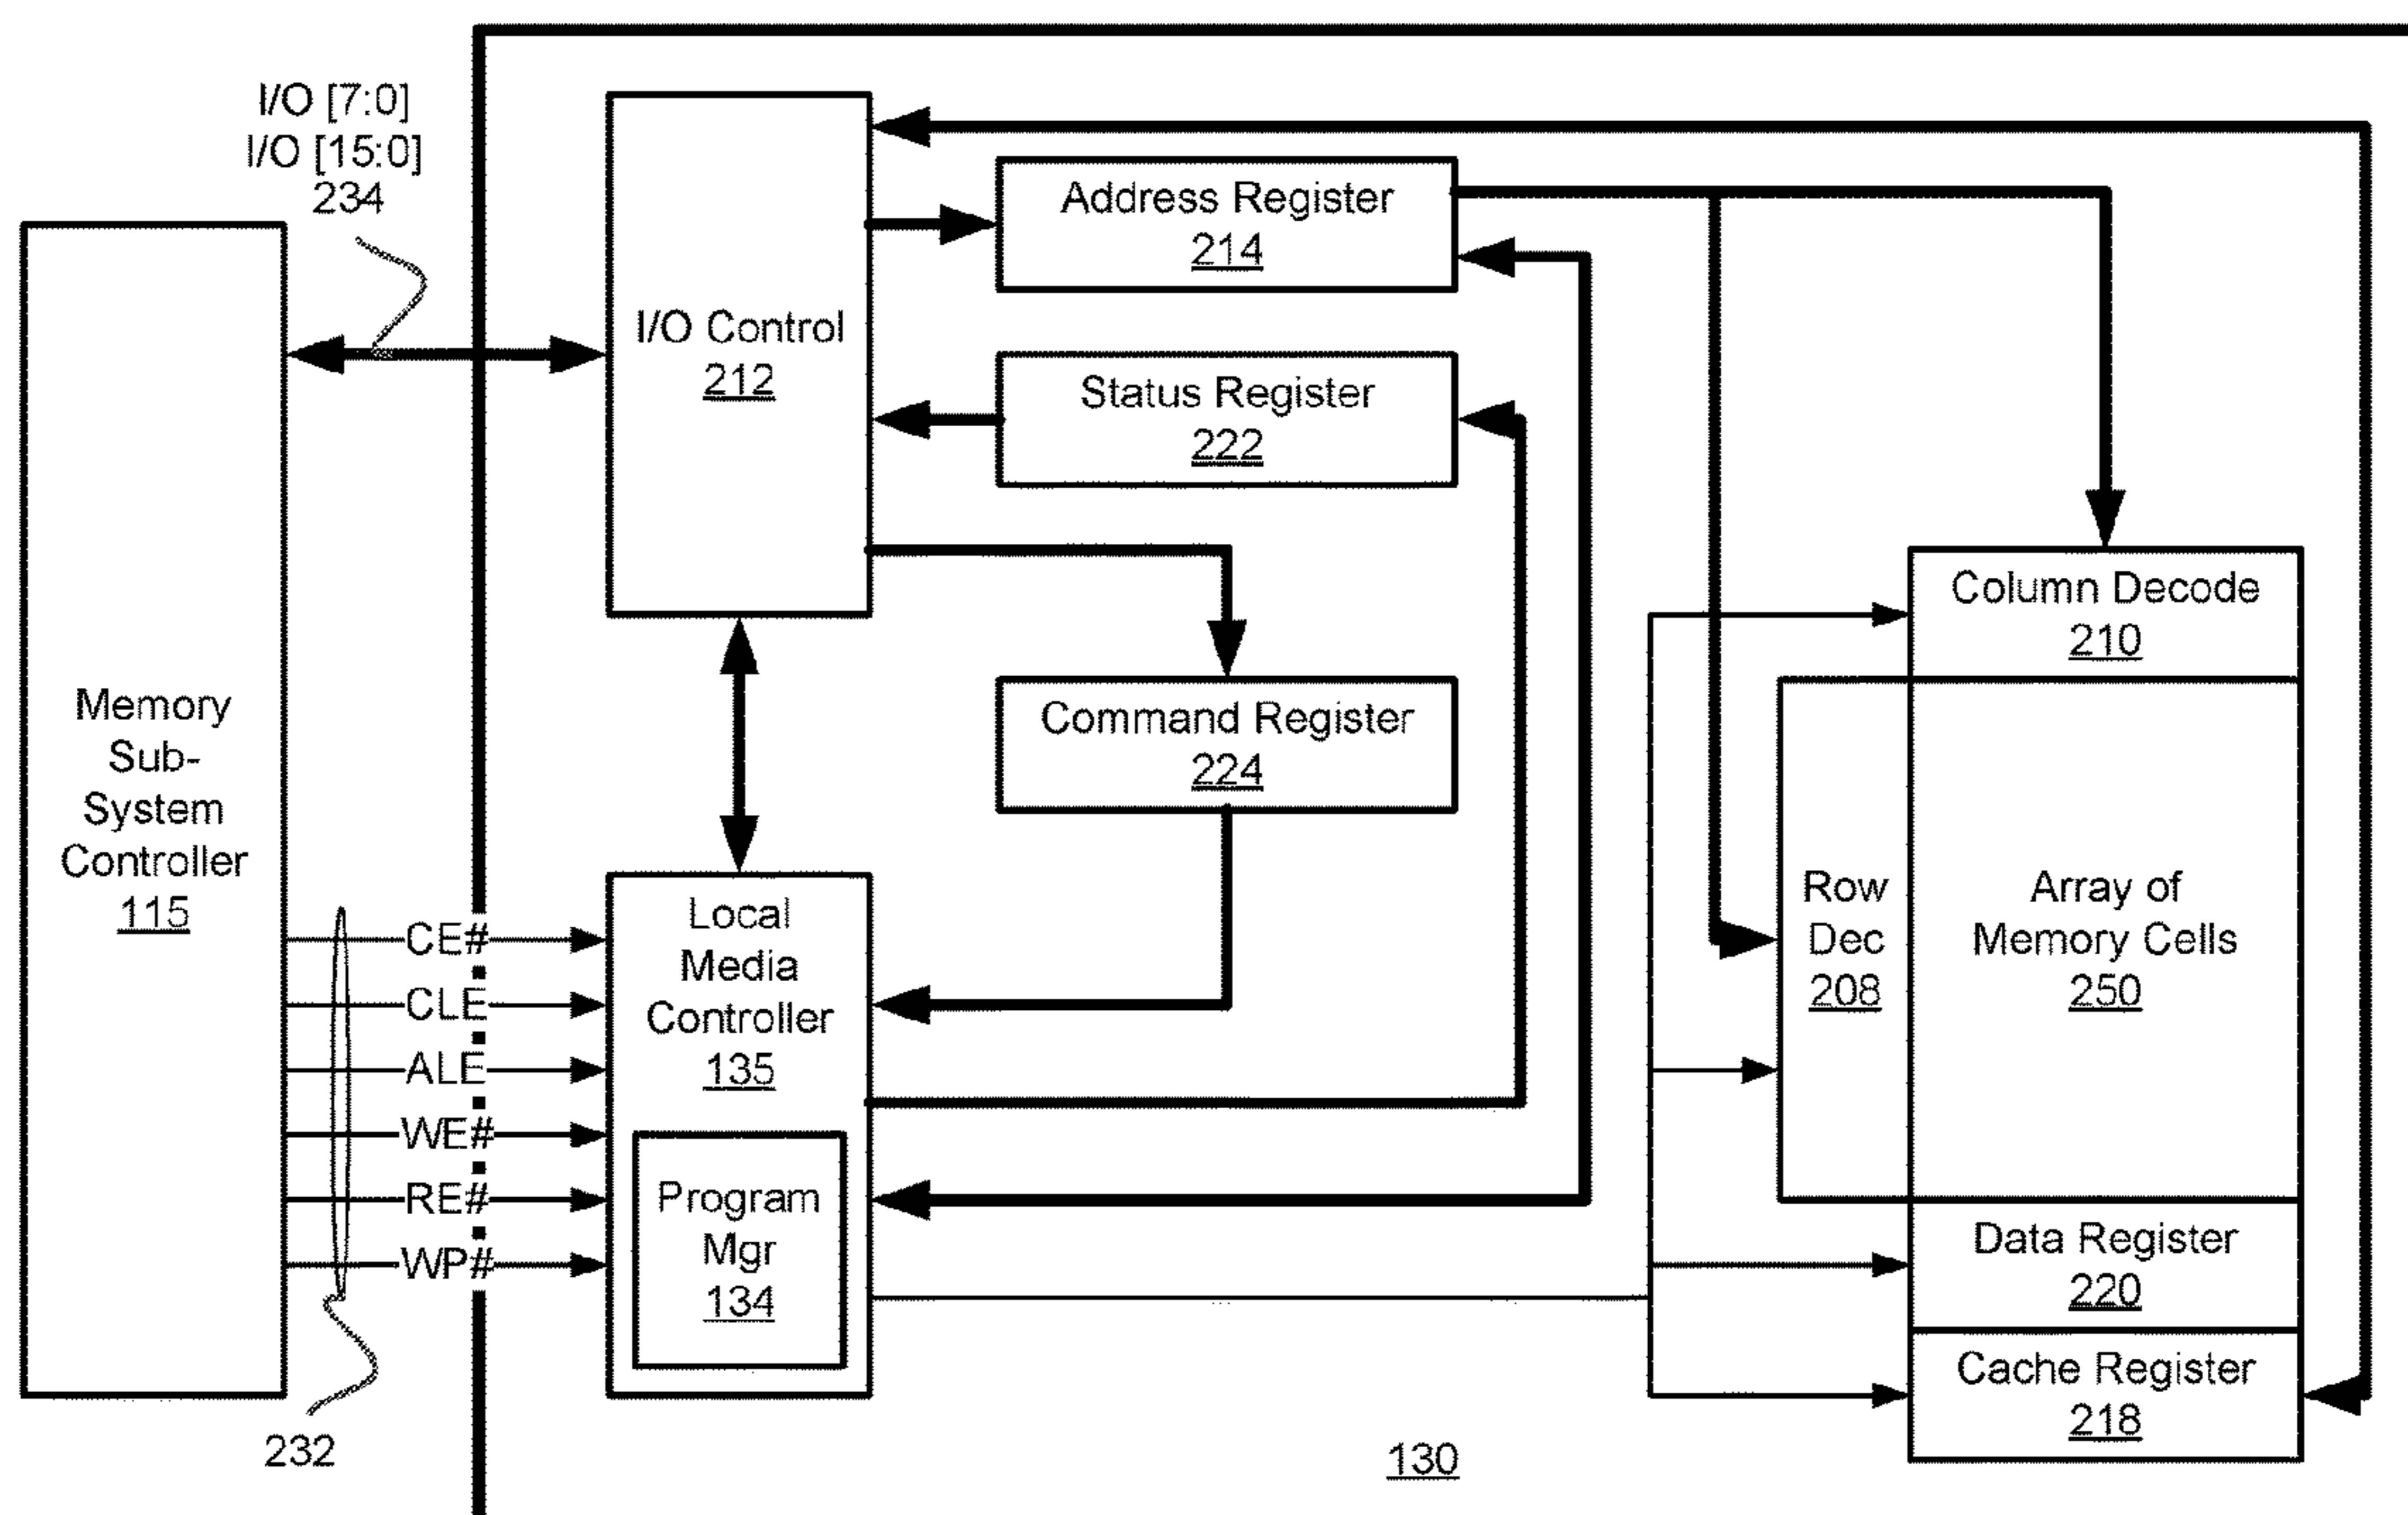 I/O [7:0]
I/O [15:0]
234
Memory
Sub-
System
Controller
115
I/O Control
212
Address Register
214
Status Register
222
Command Register
224
Local
Media
Controller
135
Program
Mgr
134
CE#
CLE
ALE
WE#
RE#
WP#
232
Column Decode
210
Row
Dec
208
Array of
Memory Cells
250
Data Register
220
Cache Register
218
130